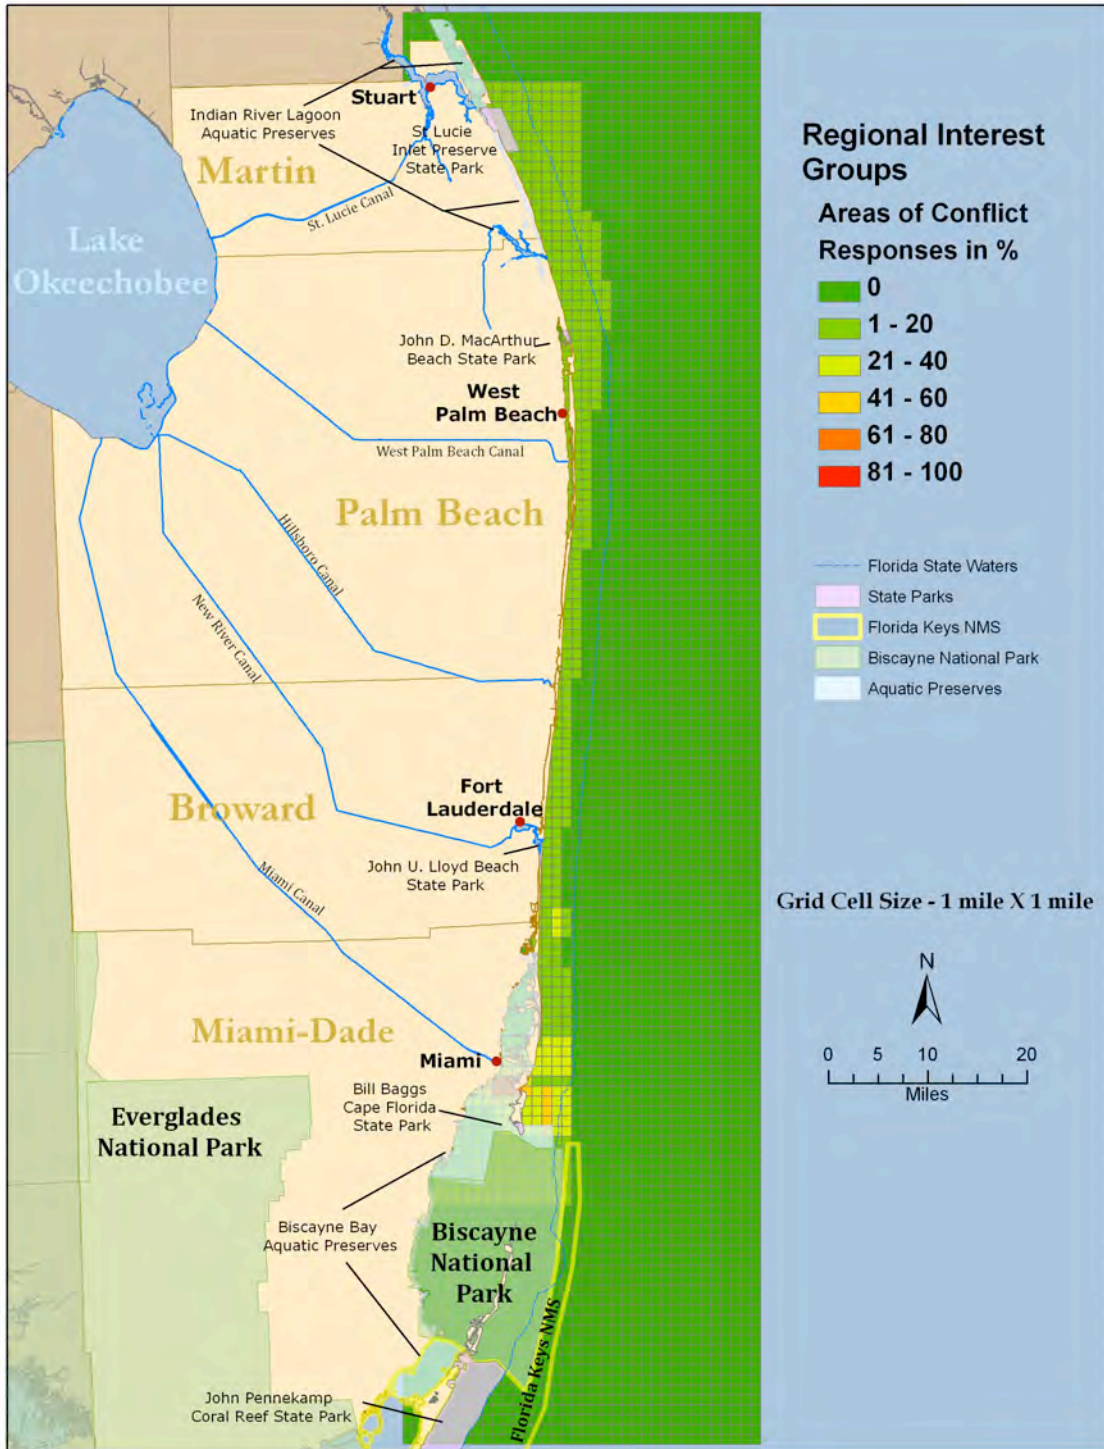 Stuart
Indian River Lagoon
Aquatic Preserves
St Lucie
Inlet Preserve
State Park
Martin
St. Lucie Canal
Lake
Okeechobee
John D. MacArthur
Beach State Park
West
Palm Beach
West Palm Beach Canal
Palm Beach
Hillsboro Canal
New River Canal
Fort
Lauderdale
Broward
John U. Lloyd Beach
State Park
Miami Canal
Miami-Dade
Miami
Bill Baggs
Cape Florida
State Park
Everglades
National Park
Biscayne Bay
Aquatic Preserves
Biscayne
National
Park
Florida Keys NMS
John Pennekamp
Coral Reef State Park
Regional Interest
Groups
Areas of Conflict
Responses in %
0
1 - 20
21 - 40
41 - 60
61 - 80
81 - 100
Florida State Waters
State Parks
Florida Keys NMS
Biscayne National Park
Aquatic Preserves
Grid Cell Size - 1 mile X 1 mile
N
0 5 10 20
Miles